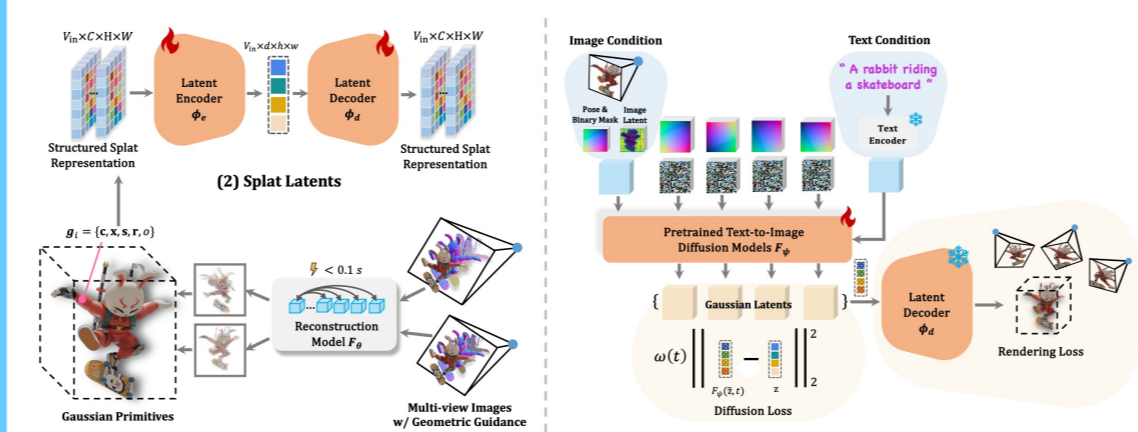 V_in×C×H×W
Latent
Encoder
ϕ_e
V_in×d×h×w
Latent
Decoder
ϕ_d
V_in×C×H×W
...
...
Structured Splat
Representation
Structured Splat
Representation
(2) Splat Latents
g_i = {c, x, s, r, o}
< 0.1 s
...
Reconstruction
Model F_θ
Gaussian Primitives
Multi-view Images
w/ Geometric Guidance
Image Condition
Pose &
Binary Mask
Image
Latent
Text Condition
“ A rabbit riding
a skateboard ”
Text
Encoder
Pretrained Text-to-Image
Diffusion Models F_ψ
{ Gaussian Latents }
Latent
Decoder
ϕ_d
Rendering Loss
ω(t) || − ||²₂
F_ψ(z̃, t)
z
Diffusion Loss